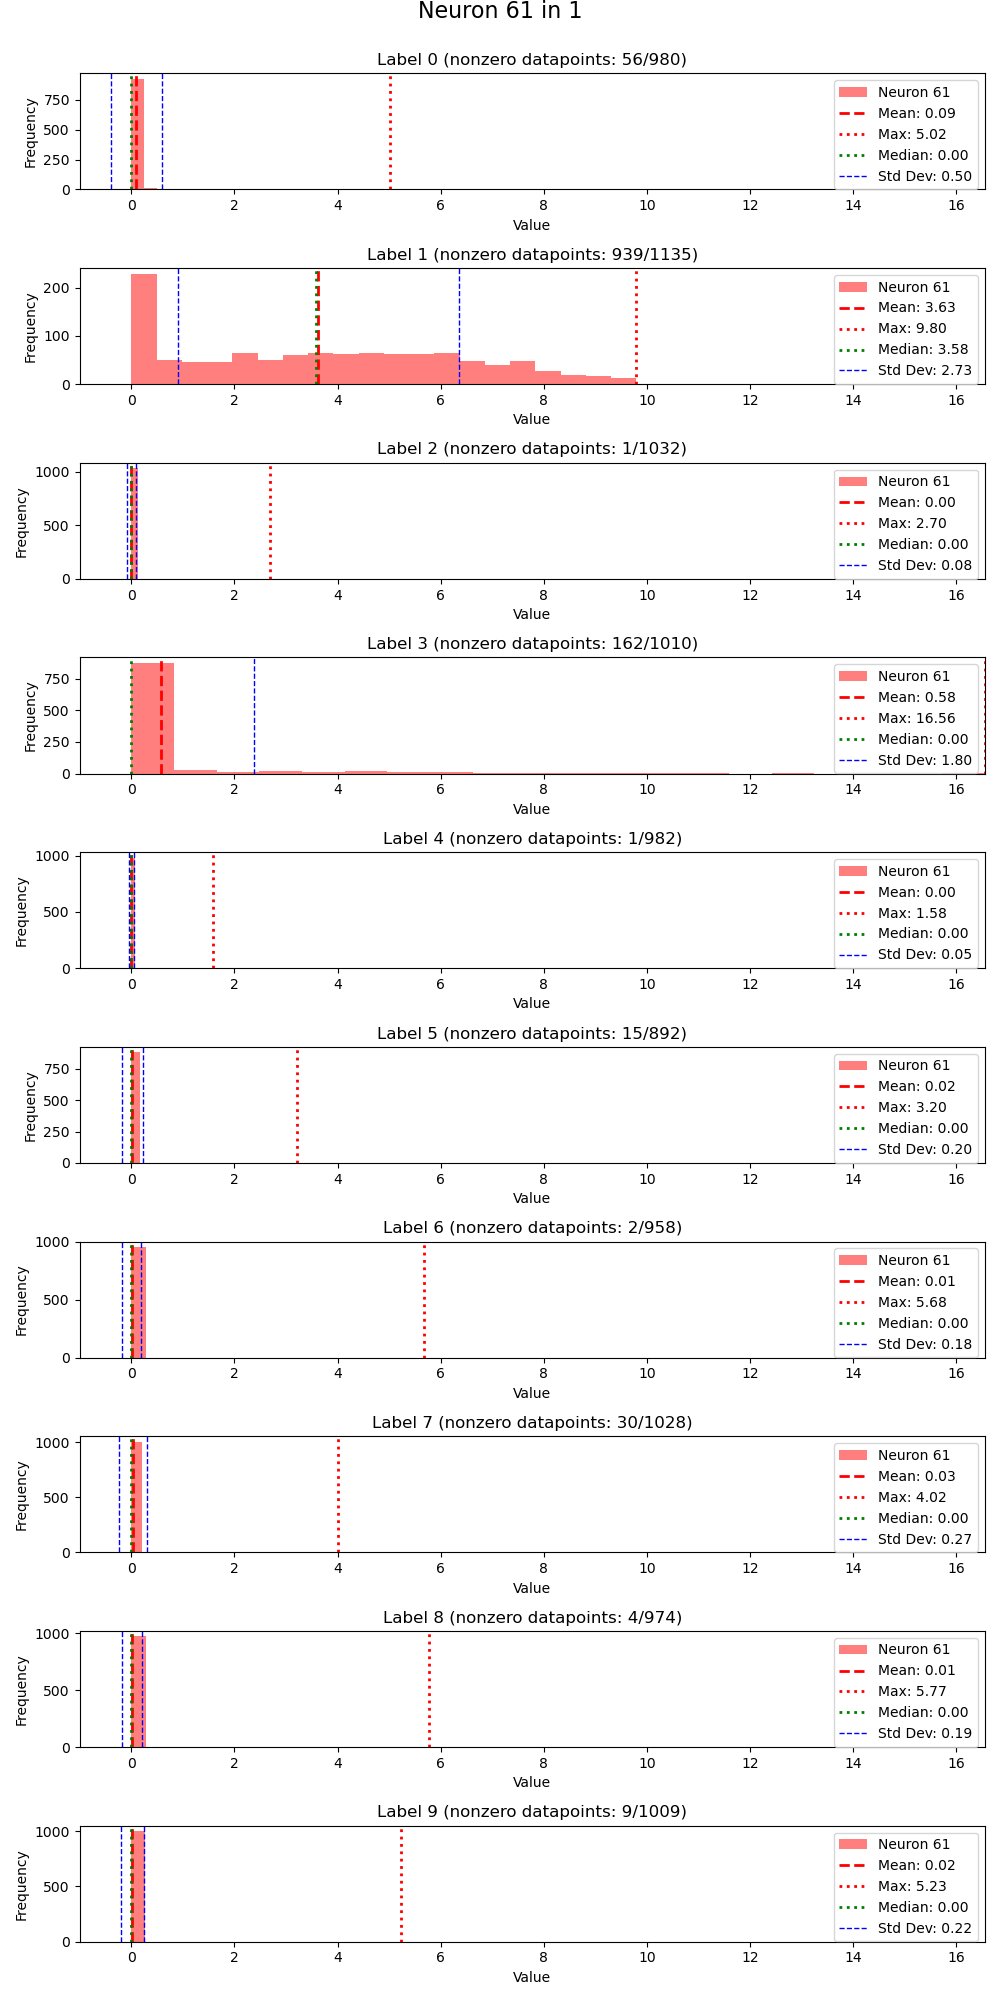 Neuron 61 in 1
Label 0 (nonzero datapoints: 56/980)
Frequency
750
500
250
0
Neuron 61
Mean: 0.09
Max: 5.02
Median: 0.00
Std Dev: 0.50
0 2 4 6 8 10 12 14 16
Value
Label 1 (nonzero datapoints: 939/1135)
Frequency
200
100
0
Neuron 61
Mean: 3.63
Max: 9.80
Median: 3.58
Std Dev: 2.73
0 2 4 6 8 10 12 14 16
Value
Label 2 (nonzero datapoints: 1/1032)
Frequency
1000
500
0
Neuron 61
Mean: 0.00
Max: 2.70
Median: 0.00
Std Dev: 0.08
0 2 4 6 8 10 12 14 16
Value
Label 3 (nonzero datapoints: 162/1010)
Frequency
750
500
250
0
Neuron 61
Mean: 0.58
Max: 16.56
Median: 0.00
Std Dev: 1.80
0 2 4 6 8 10 12 14 16
Value
Label 4 (nonzero datapoints: 1/982)
Frequency
1000
500
0
Neuron 61
Mean: 0.00
Max: 1.58
Median: 0.00
Std Dev: 0.05
0 2 4 6 8 10 12 14 16
Value
Label 5 (nonzero datapoints: 15/892)
Frequency
750
500
250
0
Neuron 61
Mean: 0.02
Max: 3.20
Median: 0.00
Std Dev: 0.20
0 2 4 6 8 10 12 14 16
Value
Label 6 (nonzero datapoints: 2/958)
Frequency
1000
500
0
Neuron 61
Mean: 0.01
Max: 5.68
Median: 0.00
Std Dev: 0.18
0 2 4 6 8 10 12 14 16
Value
Label 7 (nonzero datapoints: 30/1028)
Frequency
1000
500
0
Neuron 61
Mean: 0.03
Max: 4.02
Median: 0.00
Std Dev: 0.27
0 2 4 6 8 10 12 14 16
Value
Label 8 (nonzero datapoints: 4/974)
Frequency
1000
500
0
Neuron 61
Mean: 0.01
Max: 5.77
Median: 0.00
Std Dev: 0.19
0 2 4 6 8 10 12 14 16
Value
Label 9 (nonzero datapoints: 9/1009)
Frequency
1000
500
0
Neuron 61
Mean: 0.02
Max: 5.23
Median: 0.00
Std Dev: 0.22
0 2 4 6 8 10 12 14 16
Value